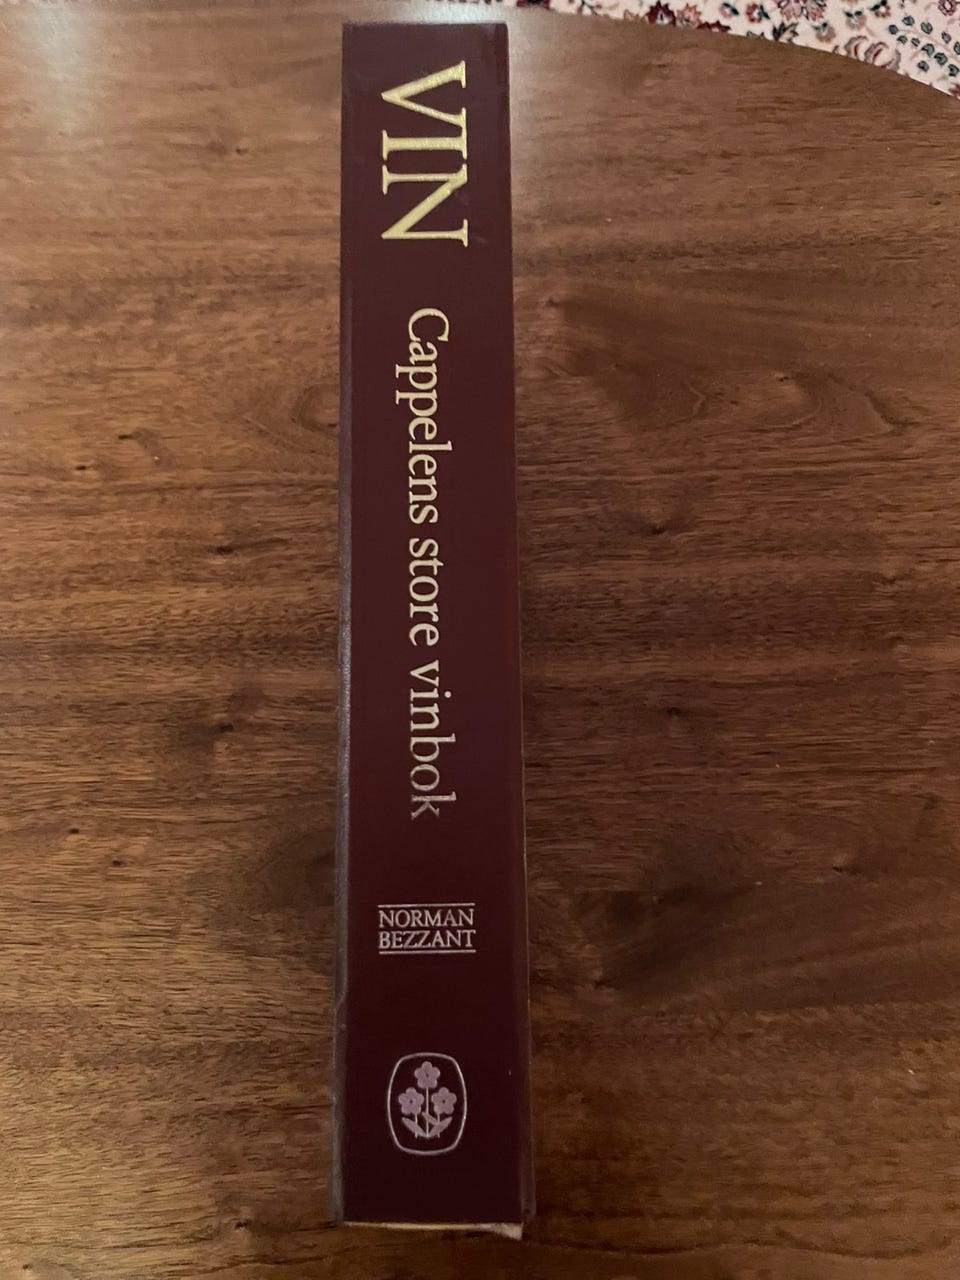 VIN
Cappelens store vinbok
NORMAN
BEZZANT